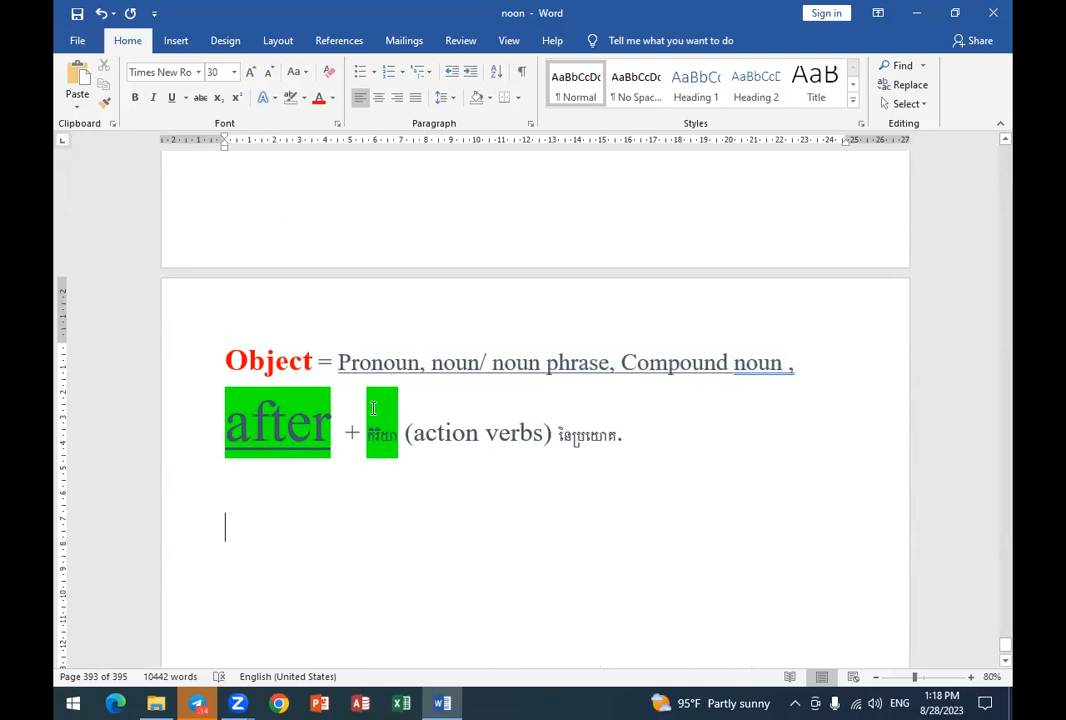 noon - Word
Sign in
File Home Insert Design Layout References Mailings Review View Help Tell me what you want to do Share
Paste
Times New Ro 30
AaBbCcDc AaBbCcDc AaBbCc AaBbCcD AaB
¶ Normal ¶ No Spac... Heading 1 Heading 2 Title
Find
Replace
Select
Clipboard Font Paragraph Styles Editing
Object = Pronoun, noun/ noun phrase, Compound noun ,
after + កិរិយា (action verbs) នៃប្រយោគ.
Page 393 of 395 10442 words English (United States) 80%
95°F Partly sunny ENG 1:18 PM
8/28/2023